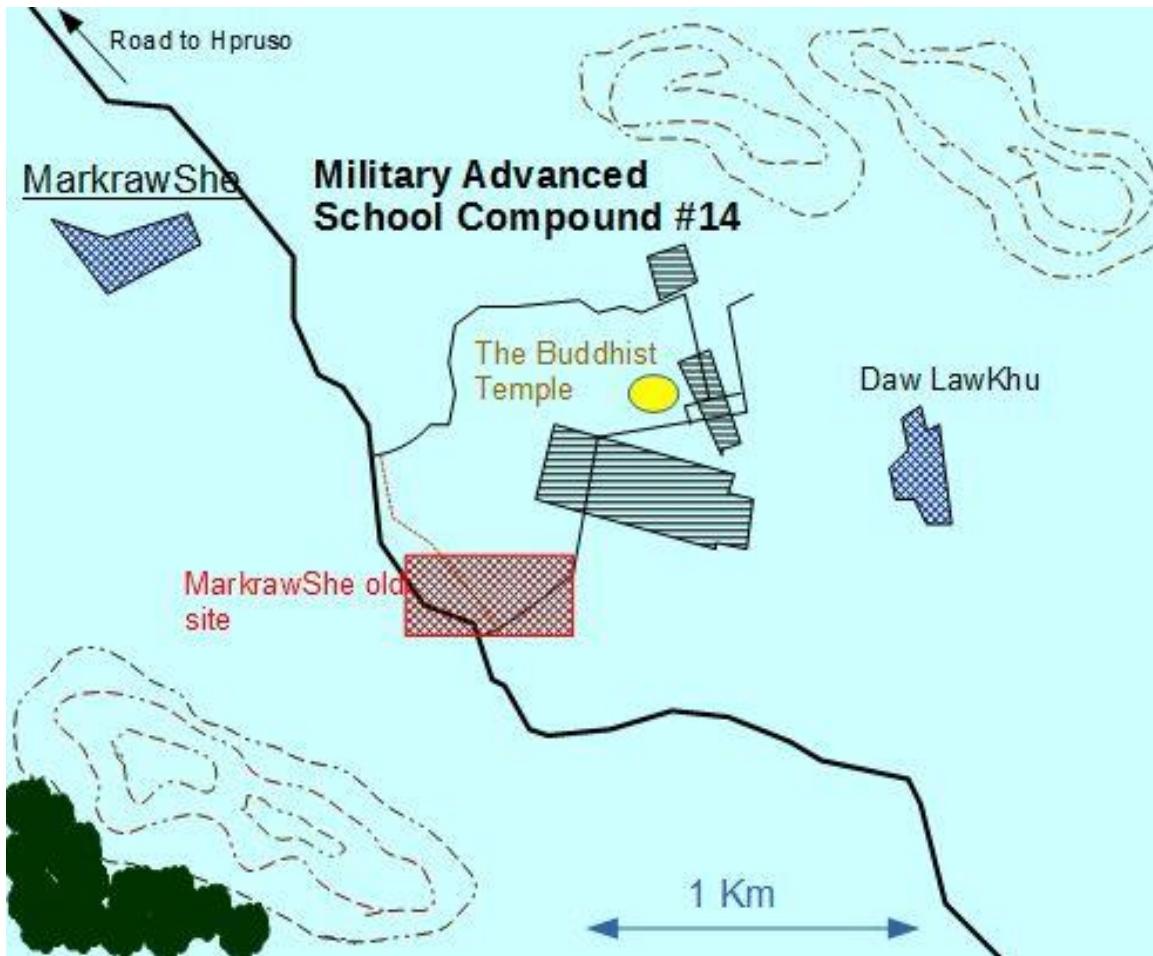 Road to Hpruso
MarkrawShe
Military Advanced
School Compound #14
The Buddhist
Temple
Daw LawKhu
MarkrawShe old
site
1 Km